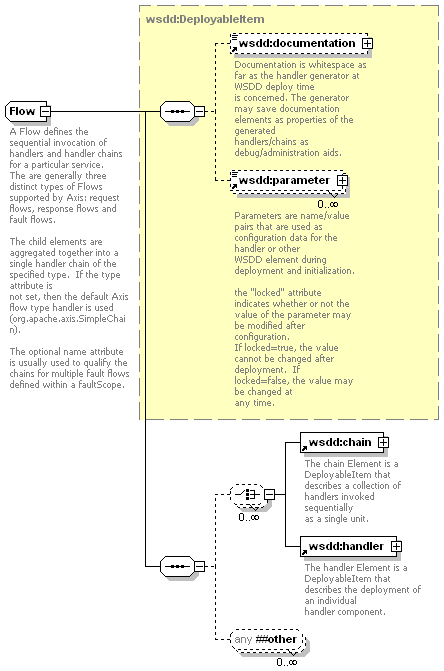 wsdd:DeployableItem
wsdd:documentation
Documentation is whitespace as
far as the handler generator at
WSDD deploy time
is concerned. The generator
may save documentation
elements as properties of the
generated
handlers/chains as
debug/administration aids.
Flow
A Flow defines the
sequential invocation of
handlers and handler chains
for a particular service.
The are generally three
distinct types of Flows
supported by Axis: request
flows, response flows and
fault flows.
The child elements are
aggregated together into a
single handler chain of the
specified type. If the type
attribute is
not set, then the default Axis
flow type handler is used
(org.apache.axis.SimpleChai
n).
The optional name attribute
is usually used to qualify the
chains for multiple fault flows
defined within a faultScope.
wsdd:parameter
0..∞
Parameters are name/value
pairs that are used as
configuration data for the
handler or other
WSDD element during
deployment and initialization.
the "locked" attribute
indicates whether or not the
value of the parameter may
be modified after
configuration.
If locked=true, the value
cannot be changed after
deployment. If
locked=false, the value may
be changed at
any time.
wsdd:chain
The chain Element is a
DeployableItem that
describes a collection of
handlers invoked
sequentially
as a single unit.
0..∞
wsdd:handler
The handler Element is a
DeployableItem that
describes the deployment of
an individual
handler component.
any ##other
0..∞